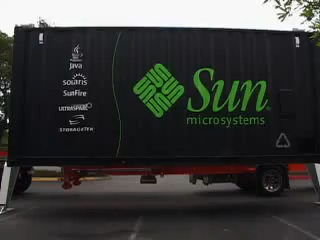 Java
solaris
SunFire
ULTRASPARC
STORAGETEK
Sun
microsystems